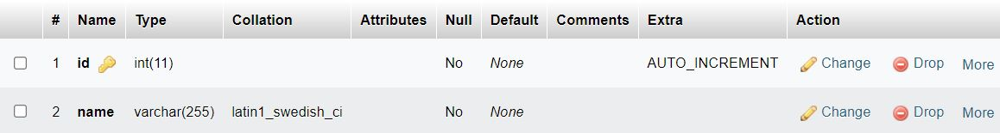 # Name Type Collation Attributes Null Default Comments Extra Action
1 id int(11) No None AUTO_INCREMENT Change Drop More
2 name varchar(255) latin1_swedish_ci No None Change Drop More